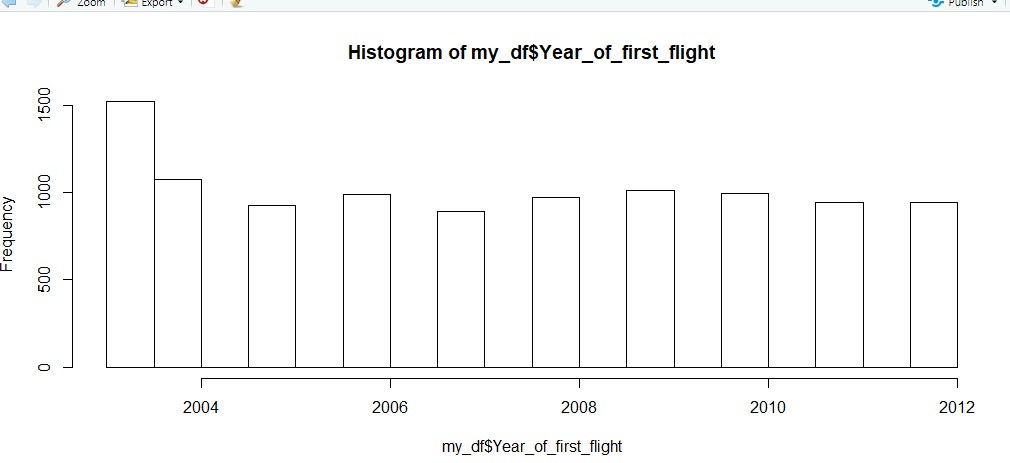 Zoom Export Publish
Histogram of my_df$Year_of_first_flight
1500
1000
500
0
Frequency
2004 2006 2008 2010 2012
my_df$Year_of_first_flight